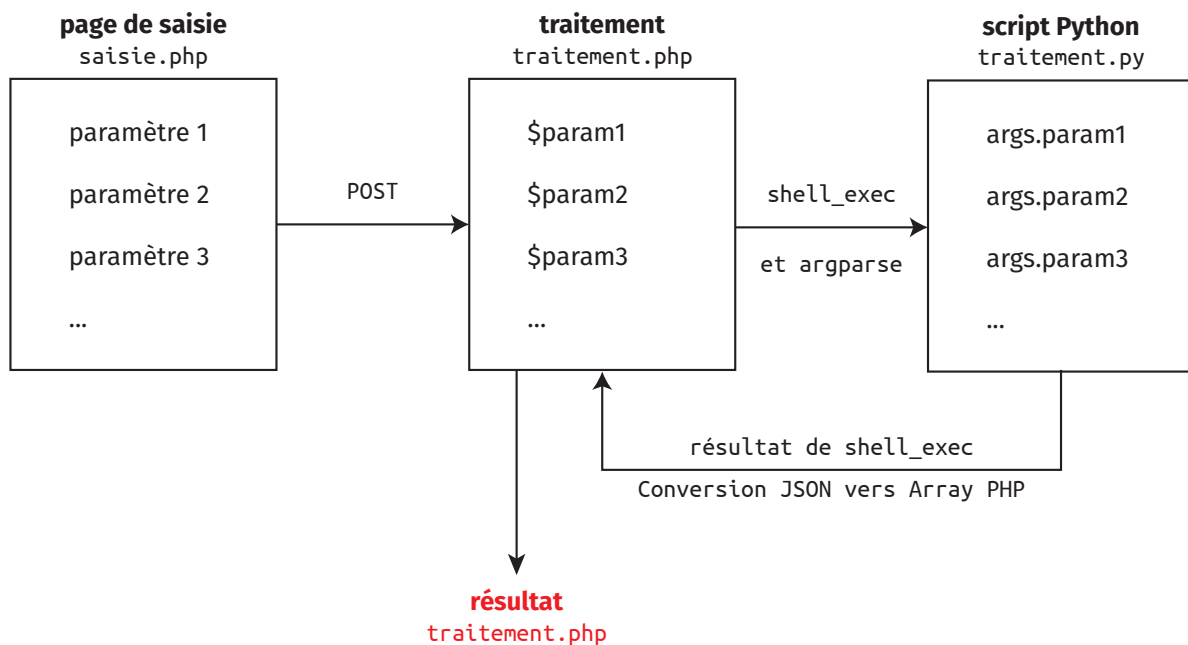 page de saisie
saisie.php
paramètre 1
paramètre 2
paramètre 3
...
POST
traitement
traitement.php
$param1
$param2
$param3
...
shell_exec
et argparse
script Python
traitement.py
args.param1
args.param2
args.param3
...
résultat de shell_exec
Conversion JSON vers Array PHP
résultat
traitement.php